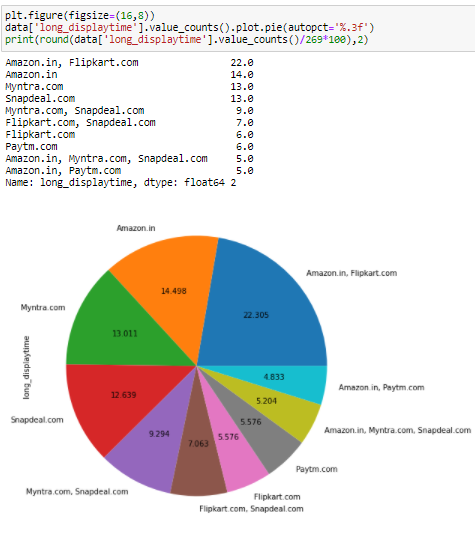 plt.figure(figsize=(16,8))
data['long_displaytime'].value_counts().plot.pie(autopct='%.3f')
print(round(data['long_displaytime'].value_counts()/269*100),2)
Amazon.in, Flipkart.com 22.0
Amazon.in 14.0
Myntra.com 13.0
Snapdeal.com 13.0
Myntra.com, Snapdeal.com 9.0
Flipkart.com, Snapdeal.com 7.0
Flipkart.com 6.0
Paytm.com 6.0
Amazon.in, Myntra.com, Snapdeal.com 5.0
Amazon.in, Paytm.com 5.0
Name: long_displaytime, dtype: float64 2
Amazon.in
Amazon.in, Flipkart.com
14.498
Myntra.com
22.305
13.011
long_displaytime
4.833
Amazon.in, Paytm.com
12.639
5.204
Snapdeal.com
5.576
Amazon.in, Myntra.com, Snapdeal.com
9.294
5.576
7.063
Paytm.com
Myntra.com, Snapdeal.com
Flipkart.com
Flipkart.com, Snapdeal.com